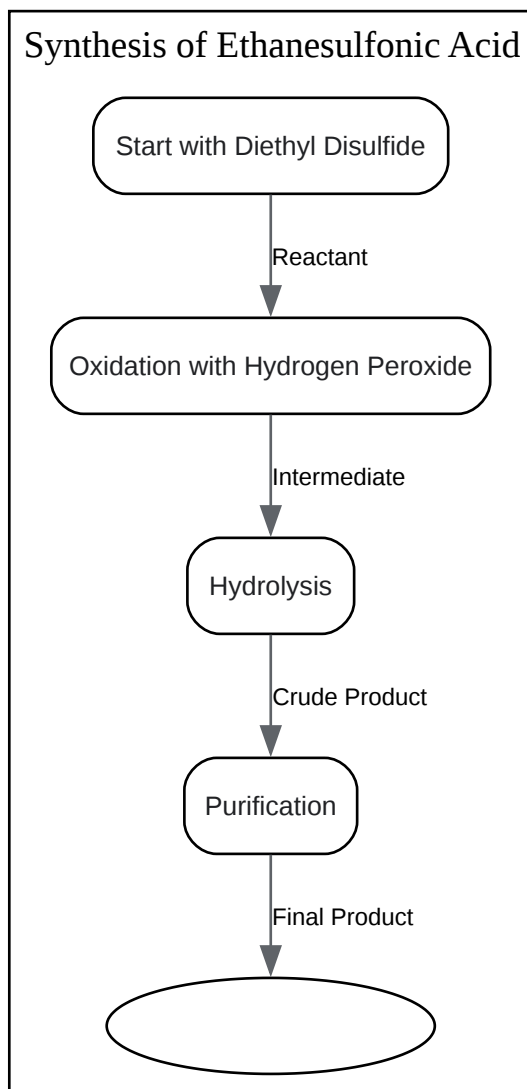 Synthesis of Ethanesulfonic Acid
Start with Diethyl Disulfide
Reactant
Oxidation with Hydrogen Peroxide
Intermediate
Hydrolysis
Crude Product
Purification
Final Product